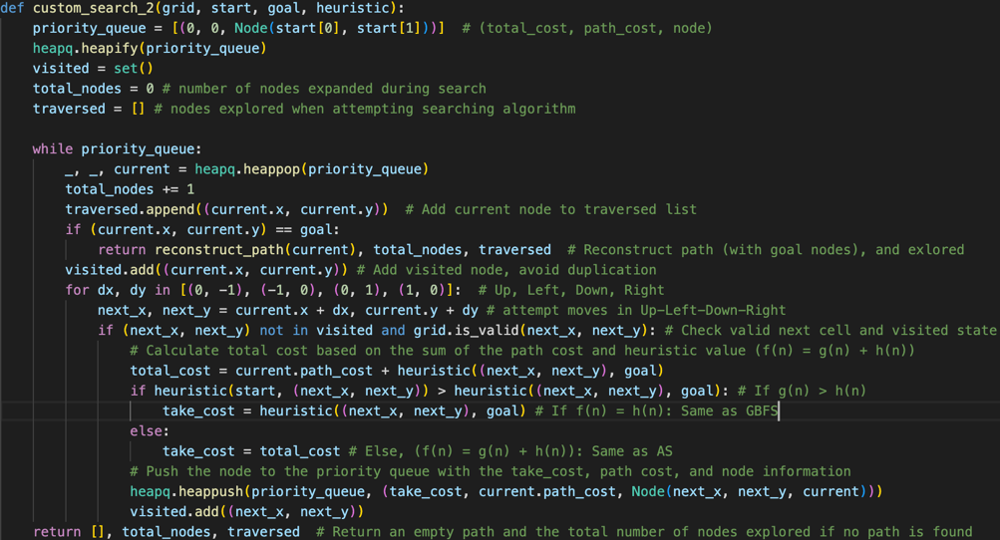 def custom_search_2(grid, start, goal, heuristic):
    priority_queue = [(0, 0, Node(start[0], start[1]))]  # (total_cost, path_cost, node)
    heapq.heapify(priority_queue)
    visited = set()
    total_nodes = 0 # number of nodes expanded during search
    traversed = [] # nodes explored when attempting searching algorithm

    while priority_queue:
        _, _, current = heapq.heappop(priority_queue)
        total_nodes += 1
        traversed.append((current.x, current.y))  # Add current node to traversed list
        if (current.x, current.y) == goal:
            return reconstruct_path(current), total_nodes, traversed  # Reconstruct path (with goal nodes), and exlored
        visited.add((current.x, current.y)) # Add visited node, avoid duplication
        for dx, dy in [(0, -1), (-1, 0), (0, 1), (1, 0)]:  # Up, Left, Down, Right
            next_x, next_y = current.x + dx, current.y + dy # attempt moves in Up-Left-Down-Right
            if (next_x, next_y) not in visited and grid.is_valid(next_x, next_y): # Check valid next cell and visited state
                # Calculate total cost based on the sum of the path cost and heuristic value (f(n) = g(n) + h(n))
                total_cost = current.path_cost + heuristic((next_x, next_y), goal)
                if heuristic(start, (next_x, next_y)) > heuristic((next_x, next_y), goal): # If g(n) > h(n)
                    take_cost = heuristic((next_x, next_y), goal) # If f(n) = h(n): Same as GBFS
                else:
                    take_cost = total_cost # Else, (f(n) = g(n) + h(n)): Same as AS
                # Push the node to the priority queue with the take_cost, path cost, and node information
                heapq.heappush(priority_queue, (take_cost, current.path_cost, Node(next_x, next_y, current)))
                visited.add((next_x, next_y))
    return [], total_nodes, traversed  # Return an empty path and the total number of nodes explored if no path is found